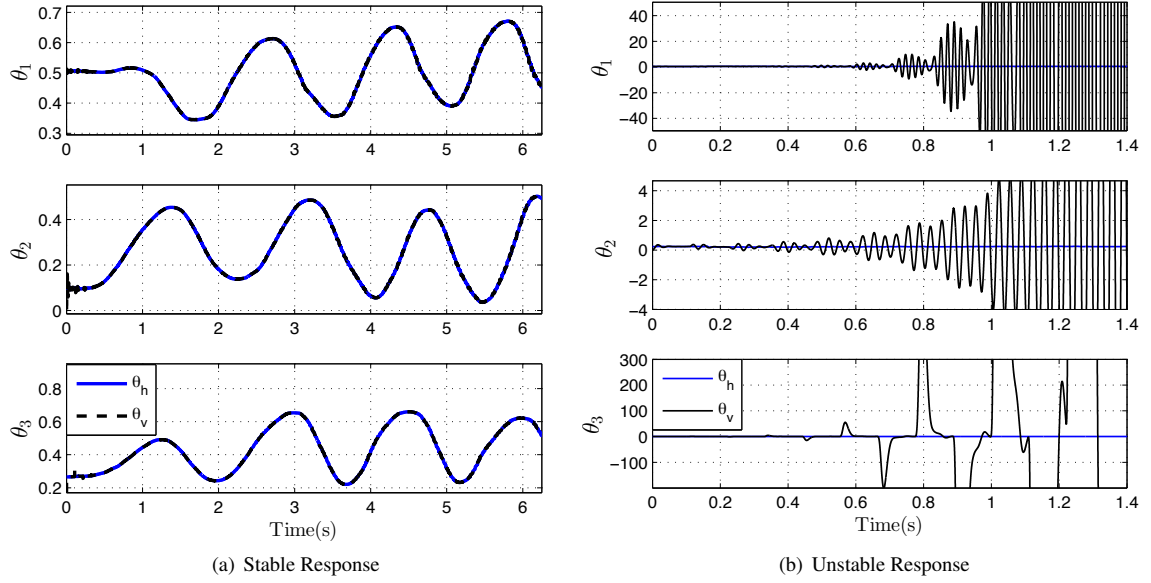 0.7
0.6
0.5
0.4
0.3
θ1
0 1 2 3 4 5 6
0.4
0.2
0
θ2
0 1 2 3 4 5 6
0.8
0.6
0.4
0.2
θ3
θh
θv
0 1 2 3 4 5 6
Time(s)
(a) Stable Response
40
20
0
−20
−40
θ1
0 0.2 0.4 0.6 0.8 1 1.2 1.4
4
2
0
−2
−4
θ2
0 0.2 0.4 0.6 0.8 1 1.2 1.4
300
200
100
0
−100
θ3
θh
θv
0 0.2 0.4 0.6 0.8 1 1.2 1.4
Time(s)
(b) Unstable Response